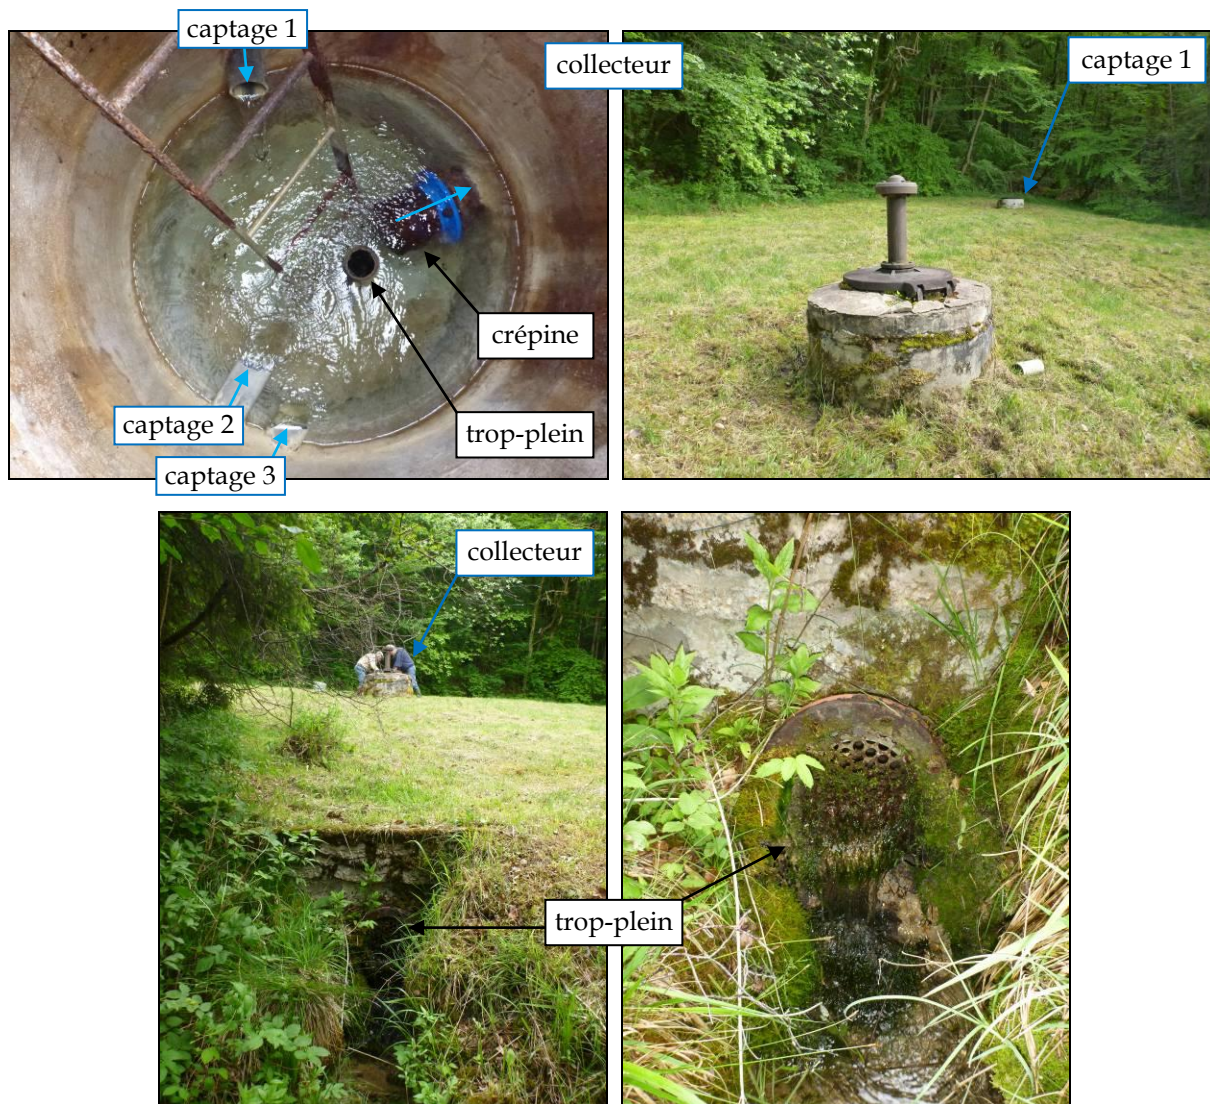 captage 1
collecteur
captage 1
crépine
captage 2
trop-plein
captage 3
collecteur
trop-plein